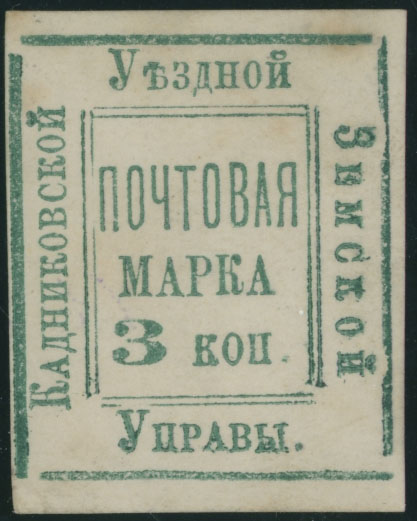 Кадниковской
Уѣздной
Земской
Управы.
ПОЧТОВАЯ
МАРКА
3 коп.